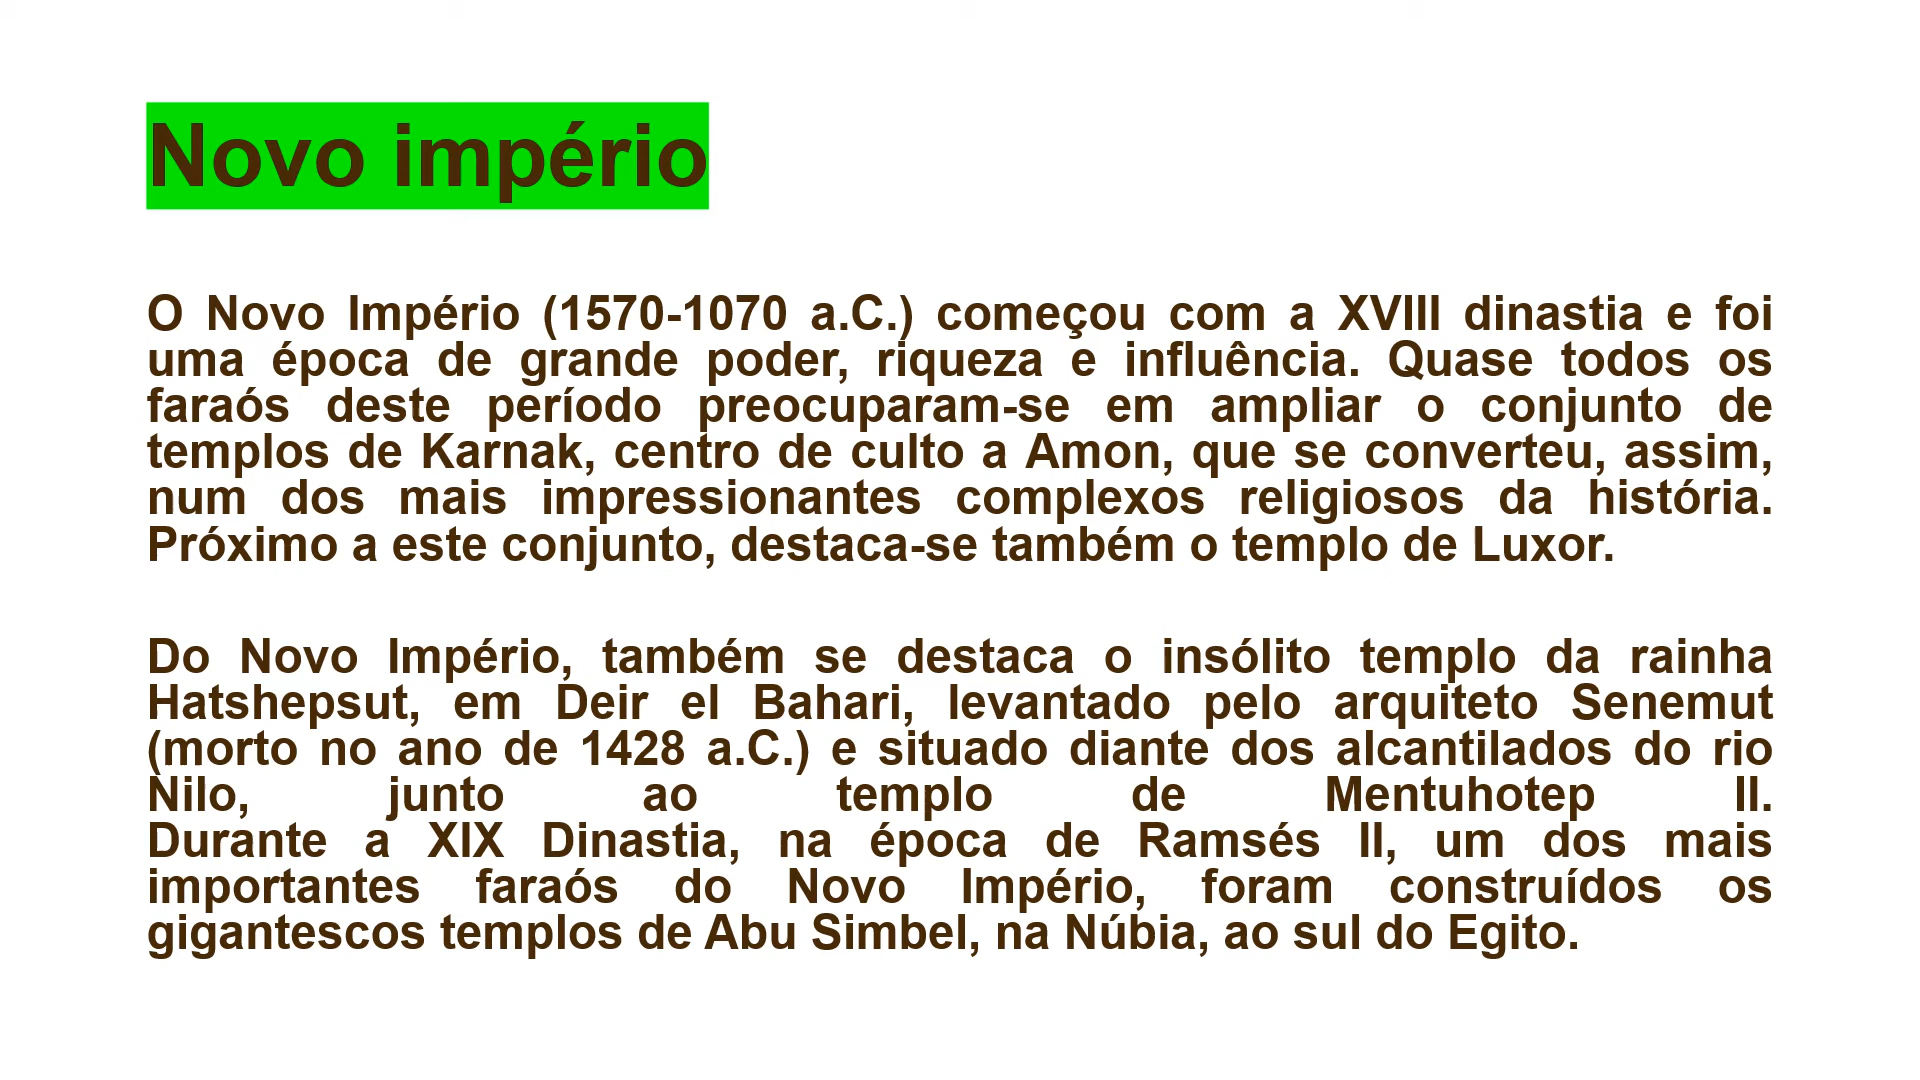 Novo império
O Novo Império (1570-1070 a.C.) começou com a XVIII dinastia e foi
uma época de grande poder, riqueza e influência. Quase todos os
faraós deste período preocuparam-se em ampliar o conjunto de
templos de Karnak, centro de culto a Amon, que se converteu, assim,
num dos mais impressionantes complexos religiosos da história.
Próximo a este conjunto, destaca-se também o templo de Luxor.
Do Novo Império, também se destaca o insólito templo da rainha
Hatshepsut, em Deir el Bahari, levantado pelo arquiteto Senemut
(morto no ano de 1428 a.C.) e situado diante dos alcantilados do rio
Nilo, junto ao templo de Mentuhotep II.
Durante a XIX Dinastia, na época de Ramsés II, um dos mais
importantes faraós do Novo Império, foram construídos os
gigantescos templos de Abu Simbel, na Núbia, ao sul do Egito.